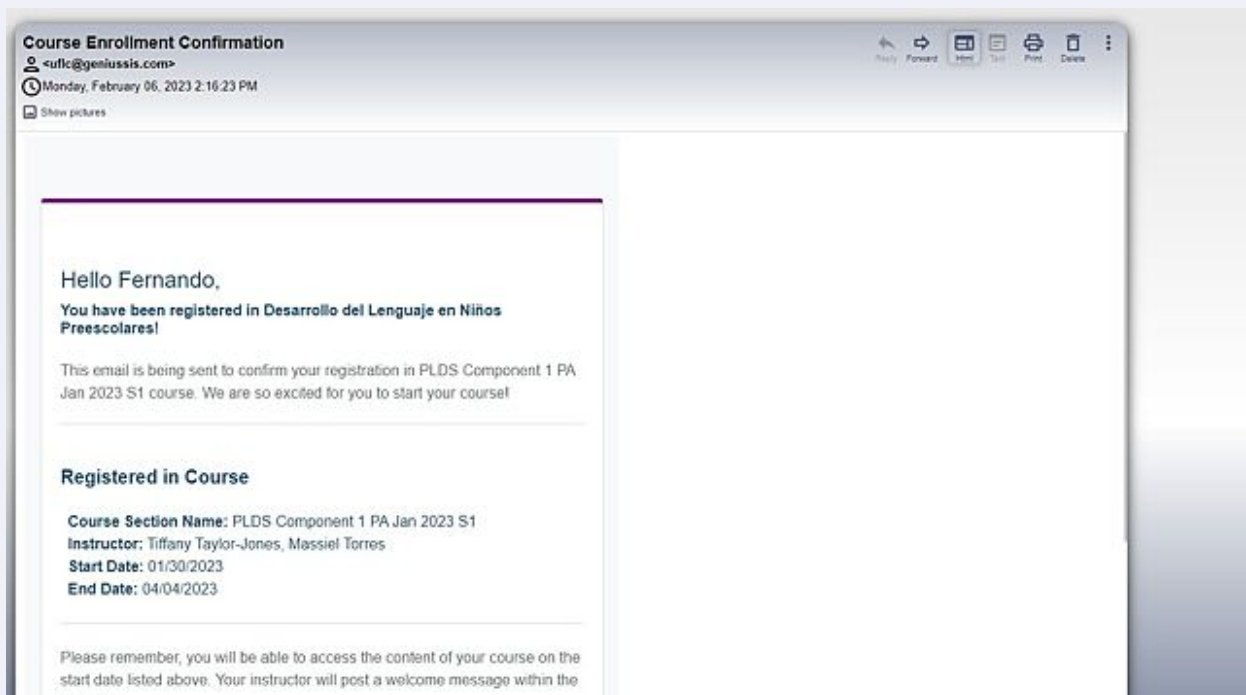 Course Enrollment Confirmation
<uflc@geniussis.com>
Monday, February 06, 2023 2:16:23 PM
Show pictures
Reply Forward Html Text Print Delete
Hello Fernando,
You have been registered in Desarrollo del Lenguaje en Niños
Preescolares!
This email is being sent to confirm your registration in PLDS Component 1 PA
Jan 2023 S1 course. We are so excited for you to start your course!
Registered in Course
Course Section Name: PLDS Component 1 PA Jan 2023 S1
Instructor: Tiffany Taylor-Jones, Massiel Torres
Start Date: 01/30/2023
End Date: 04/04/2023
Please remember, you will be able to access the content of your course on the
start date listed above. Your instructor will post a welcome message within the